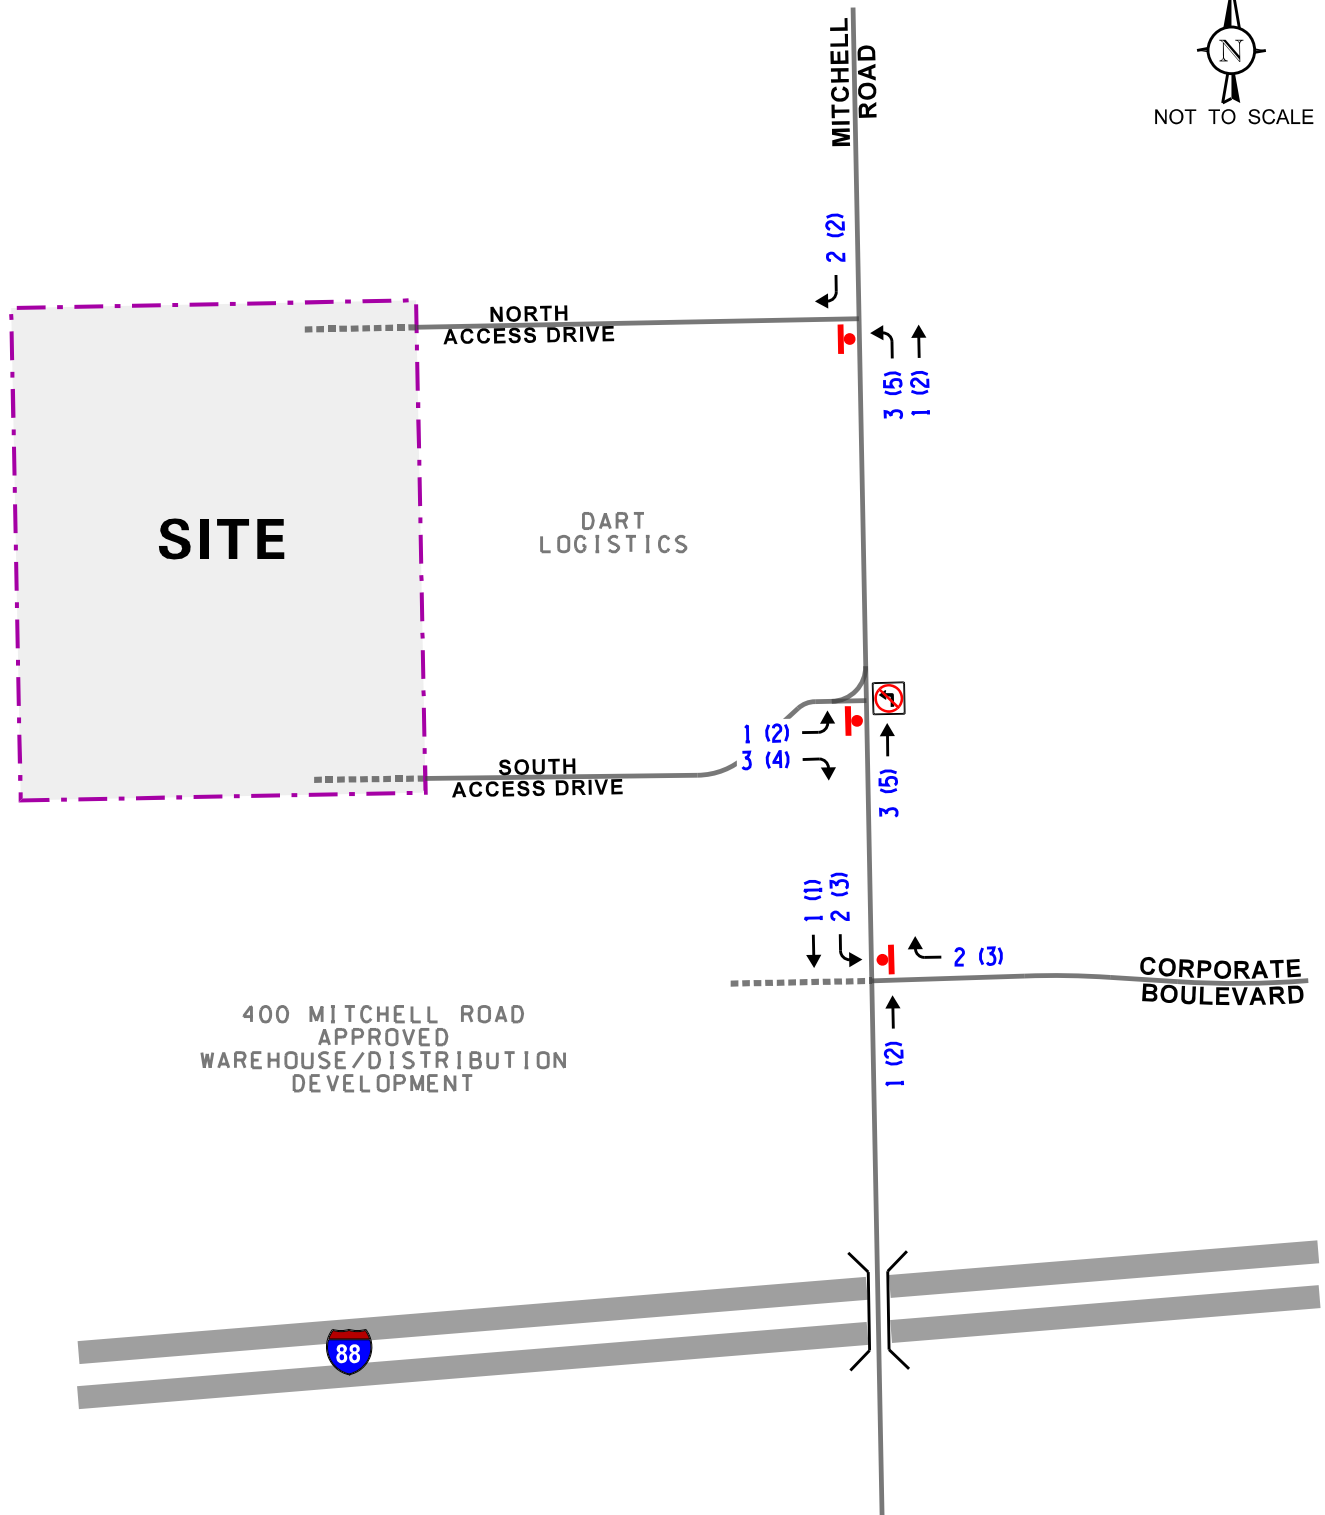 MITCHELL
ROAD
N
NOT TO SCALE
2 (2)
NORTH
ACCESS DRIVE
3 (5)
1 (2)
SITE
DART
LOGISTICS
1 (2)
3 (4)
SOUTH
ACCESS DRIVE
3 (5)
1 (1)
2 (3)
2 (3)
CORPORATE
BOULEVARD
400 MITCHELL ROAD
APPROVED
WAREHOUSE/DISTRIBUTION
DEVELOPMENT
1 (2)
88